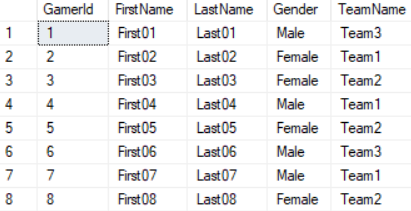 GamerId FirstName LastName Gender TeamName
1 1 First01 Last01 Male Team3
2 2 First02 Last02 Female Team1
3 3 First03 Last03 Female Team2
4 4 First04 Last04 Male Team1
5 5 First05 Last05 Female Team2
6 6 First06 Last06 Male Team3
7 7 First07 Last07 Male Team1
8 8 First08 Last08 Female Team2